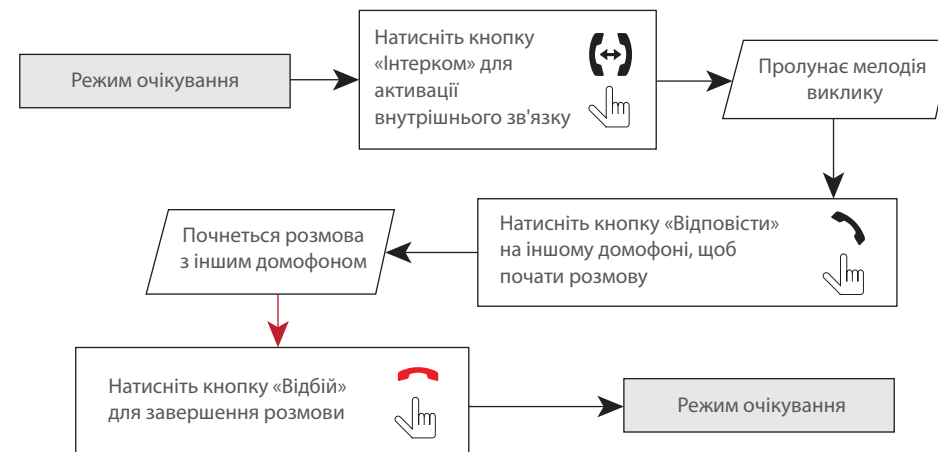 Режим очікування
Натисніть кнопку
«Інтерком» для
активації
внутрішнього зв'язку
Пролунає мелодія
виклику
Натисніть кнопку «Відповісти»
на іншому домофоні, щоб
почати розмову
Почнеться розмова
з іншим домофоном
Натисніть кнопку «Відбій»
для завершення розмови
Режим очікування